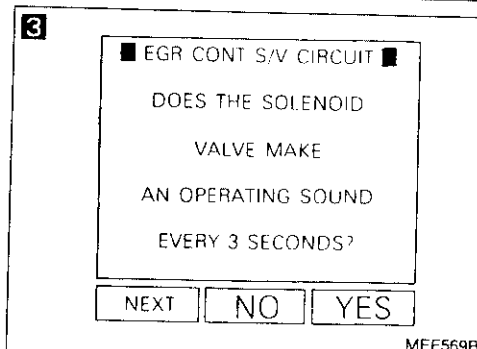 3
■ EGR CONT S/V CIRCUIT ■
DOES THE SOLENOID
VALVE MAKE
AN OPERATING SOUND
EVERY 3 SECONDS?
NEXT NO YES
MEF569B